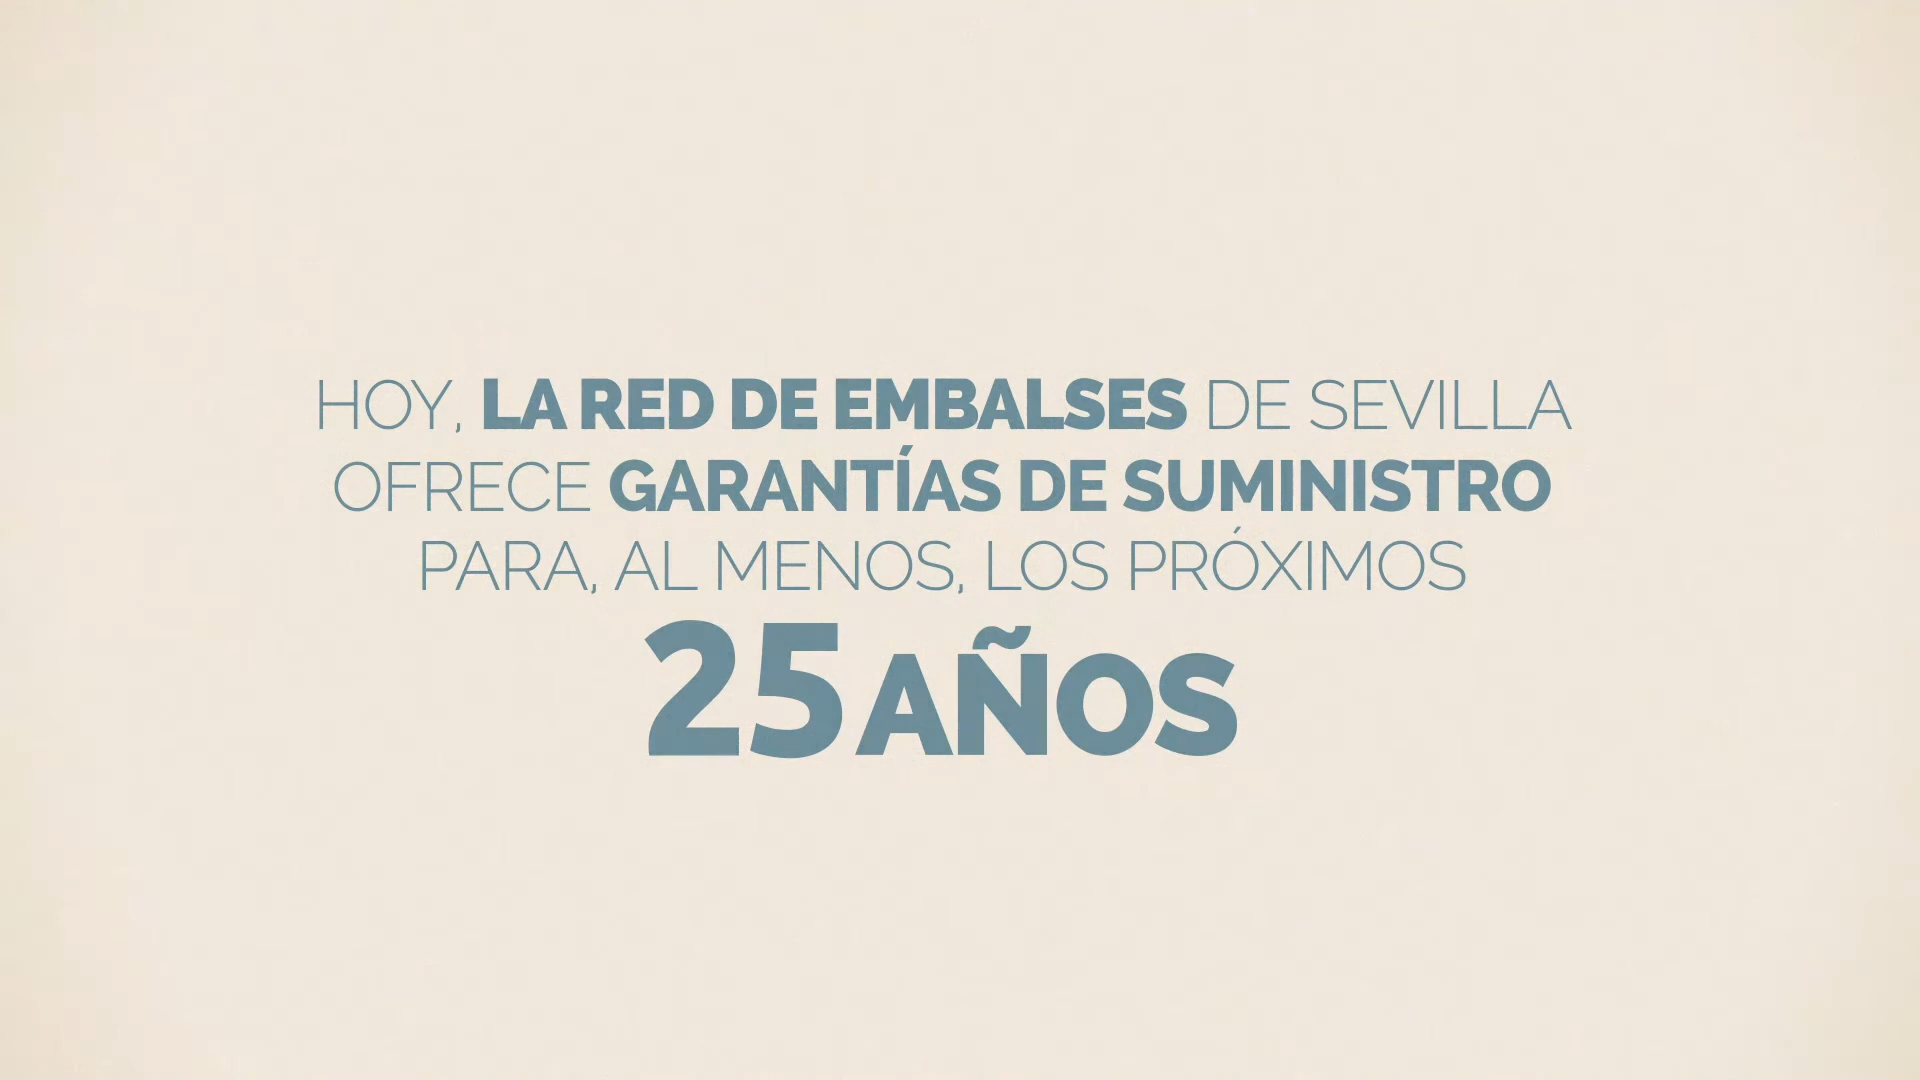 HOY, LA RED DE EMBALSES DE SEVILLA
OFRECE GARANTÍAS DE SUMINISTRO
PARA, AL MENOS, LOS PRÓXIMOS
25 AÑOS